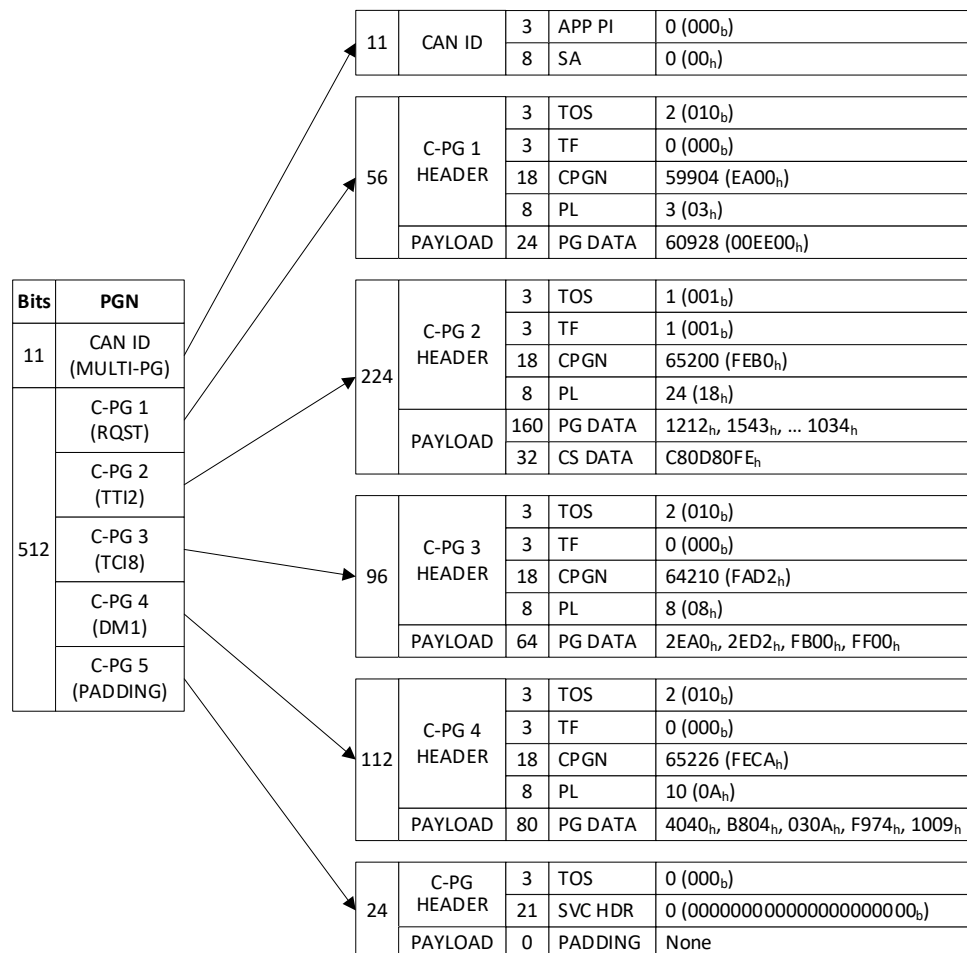 Bits PGN
11 CAN ID
(MULTI-PG)
512
C-PG 1
(RQST)
C-PG 2
(TTI2)
C-PG 3
(TCI8)
C-PG 4
(DM1)
C-PG 5
(PADDING)
11 CAN ID
3 APP PI 0 (000b)
8 SA 0 (00h)
56 C-PG 1
HEADER
3 TOS 2 (010b)
3 TF 0 (000b)
18 CPGN 59904 (EA00h)
8 PL 3 (03h)
PAYLOAD 24 PG DATA 60928 (00EE00h)
224 C-PG 2
HEADER
3 TOS 1 (001b)
3 TF 1 (001b)
18 CPGN 65200 (FEB0h)
8 PL 24 (18h)
PAYLOAD 160 PG DATA 1212h, 1543h, ... 1034h
32 CS DATA C80D80FEh
96 C-PG 3
HEADER
3 TOS 2 (010b)
3 TF 0 (000b)
18 CPGN 64210 (FAD2h)
8 PL 8 (08h)
PAYLOAD 64 PG DATA 2EA0h, 2ED2h, FB00h, FF00h
112 C-PG 4
HEADER
3 TOS 2 (010b)
3 TF 0 (000b)
18 CPGN 65226 (FECAh)
8 PL 10 (0Ah)
PAYLOAD 80 PG DATA 4040h, B804h, 030Ah, F974h, 1009h
24 C-PG
HEADER
3 TOS 0 (000b)
21 SVC HDR 0 (000000000000000000000b)
PAYLOAD 0 PADDING None